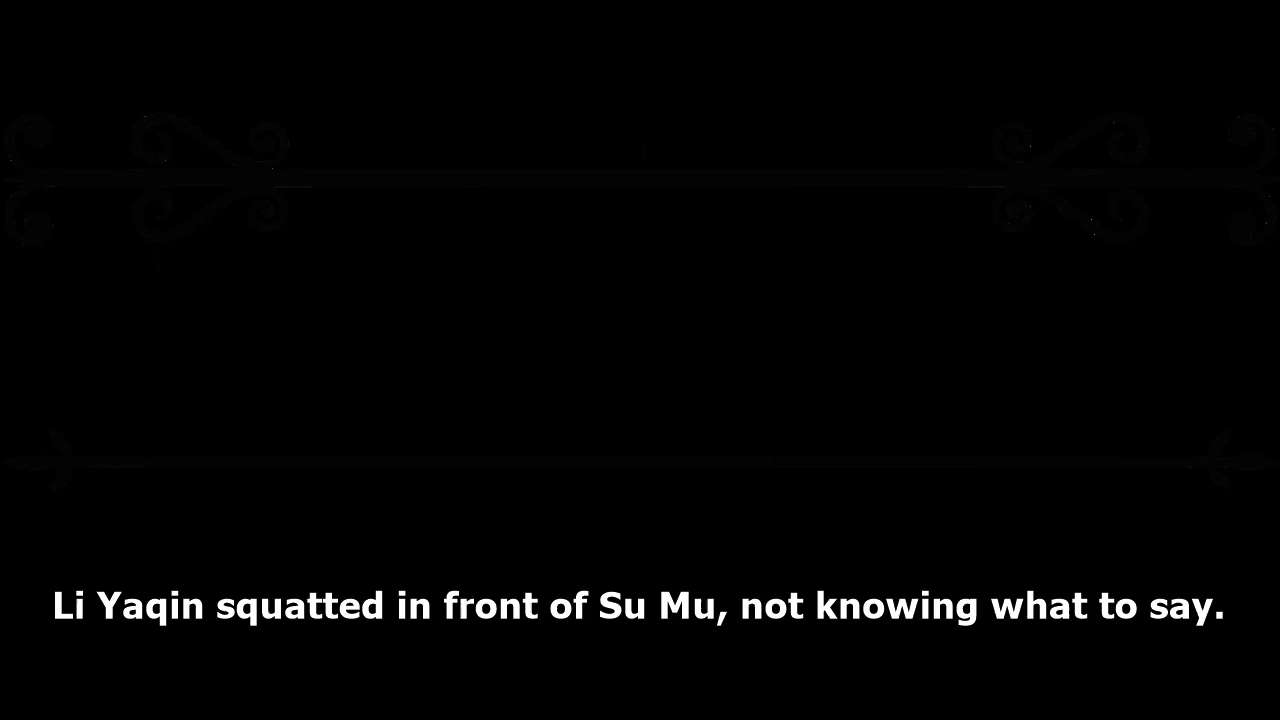 Li Yaqin squatted in front of Su Mu, not knowing what to say.